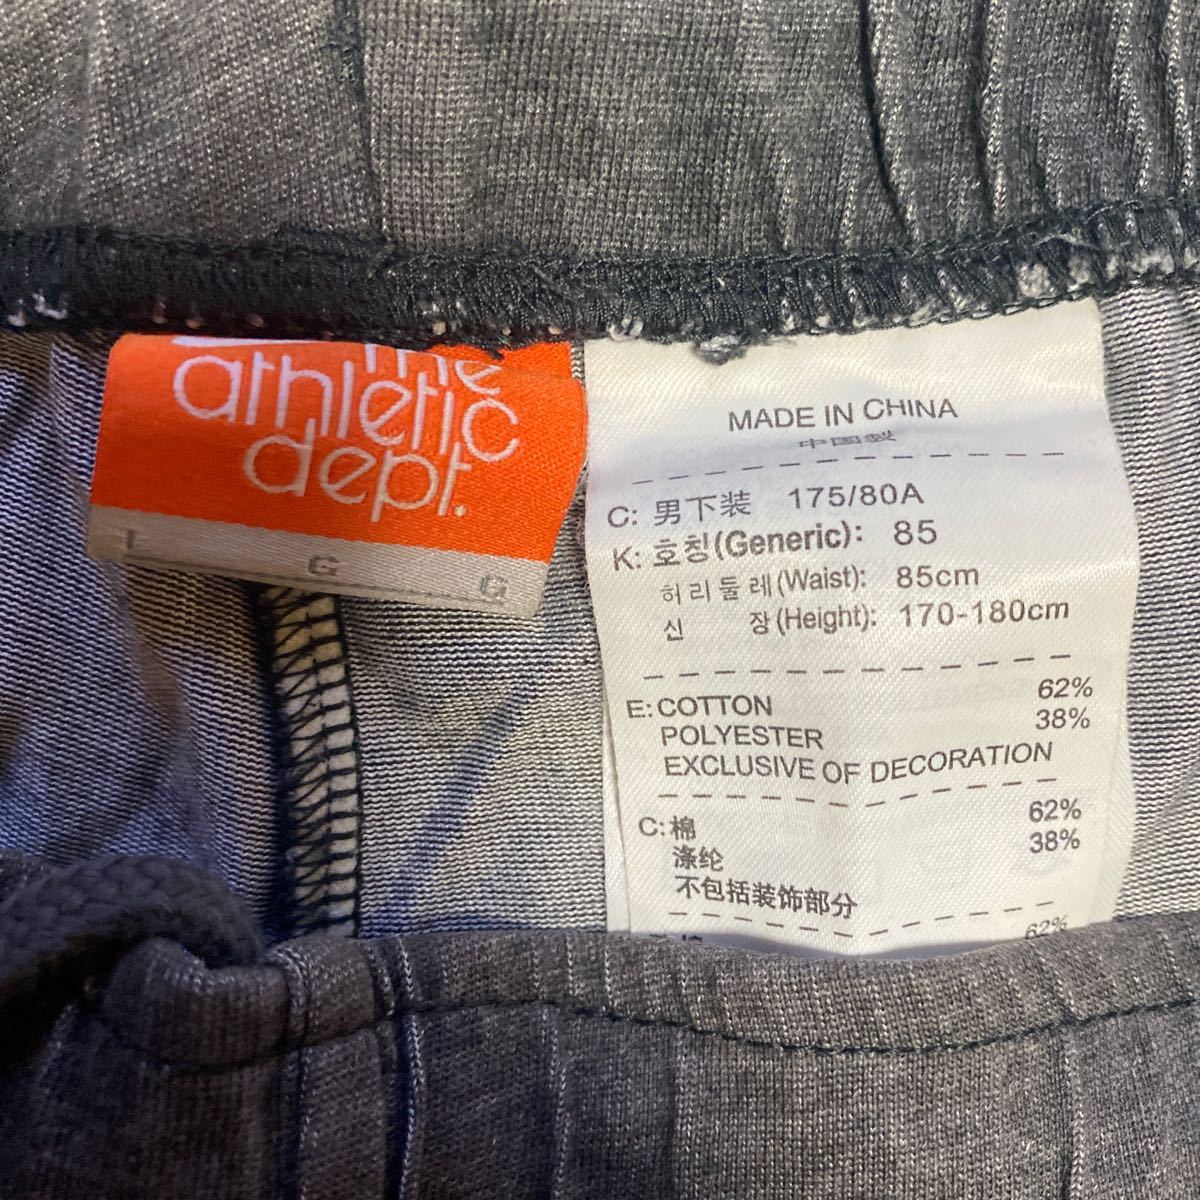 the
athletic
dept.
L G G
MADE IN CHINA
中国製
C: 男下装 175/80A
K: 호칭(Generic): 85
허리둘레(Waist): 85cm
신 장(Height): 170-180cm
E: COTTON 62%
POLYESTER 38%
EXCLUSIVE OF DECORATION
C: 棉 62%
涤纶 38%
不包括装饰部分
62%